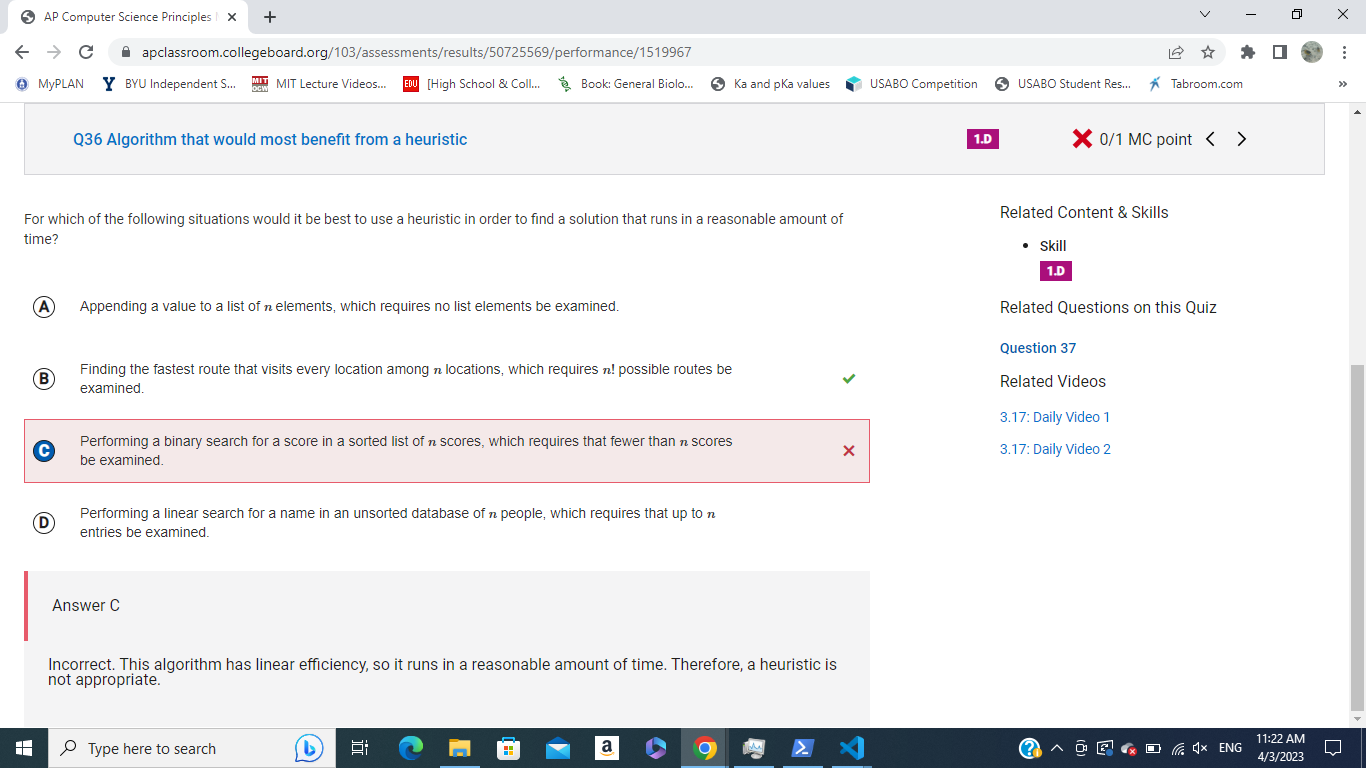 AP Computer Science Principles
apclassroom.collegeboard.org/103/assessments/results/50725569/performance/1519967
MyPLAN
BYU Independent S...
MIT Lecture Videos...
[High School & Coll...
Book: General Biolo...
Ka and pKa values
USABO Competition
USABO Student Res...
Tabroom.com
»
Q36 Algorithm that would most benefit from a heuristic
1.D
0/1 MC point
For which of the following situations would it be best to use a heuristic in order to find a solution that runs in a reasonable amount of
time?
A Appending a value to a list of n elements, which requires no list elements be examined.
B Finding the fastest route that visits every location among n locations, which requires n! possible routes be
examined.
C Performing a binary search for a score in a sorted list of n scores, which requires that fewer than n scores
be examined.
D Performing a linear search for a name in an unsorted database of n people, which requires that up to n
entries be examined.
Answer C
Incorrect. This algorithm has linear efficiency, so it runs in a reasonable amount of time. Therefore, a heuristic is
not appropriate.
Related Content & Skills
• Skill
1.D
Related Questions on this Quiz
Question 37
Related Videos
3.17: Daily Video 1
3.17: Daily Video 2
Type here to search
ENG
11:22 AM
4/3/2023